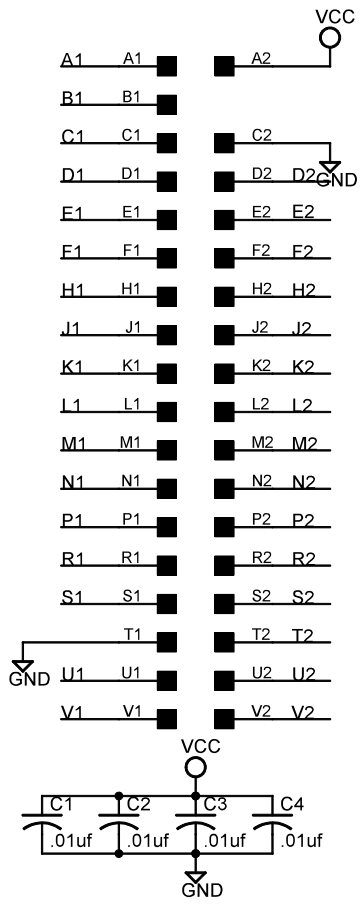 VCC
A1 A1 A2
B1 B1
C1 C1 C2
D1 D1 D2 D2 GND
E1 E1 E2 E2
F1 F1 F2 F2
H1 H1 H2 H2
J1 J1 J2 J2
K1 K1 K2 K2
L1 L1 L2 L2
M1 M1 M2 M2
N1 N1 N2 N2
P1 P1 P2 P2
R1 R1 R2 R2
S1 S1 S2 S2
T1 T2 T2
GND U1 U1 U2 U2
V1 V1 V2 V2
VCC
C1 C2 C3 C4
.01uf .01uf .01uf .01uf
GND